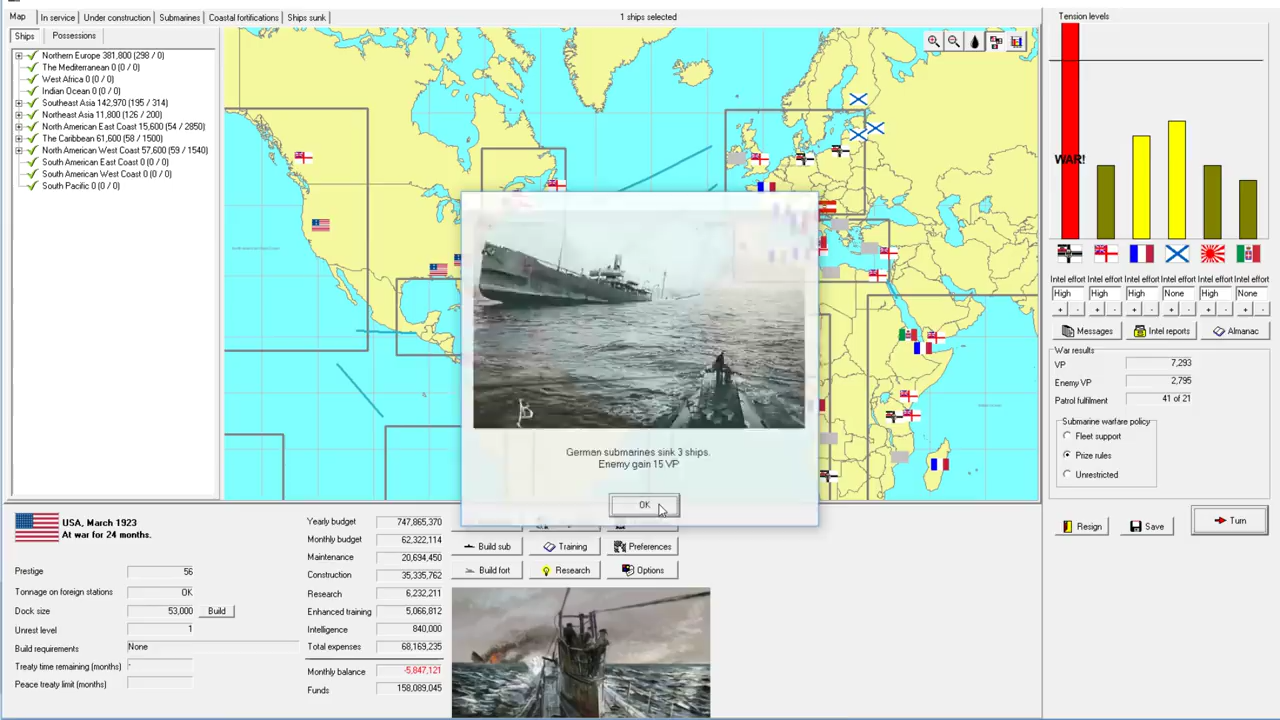 Map
In service
Under construction
Submarines
Coastal fortifications
Ships sunk
1 ships selected
Tension levels
Ships
Possessions
Northern Europe 381,800 (298 / 0)
The Mediterranean 0 (0 / 0)
West Africa 0 (0 / 0)
Indian Ocean 0 (0 / 0)
Southeast Asia 142,970 (195 / 314)
Northeast Asia 11,800 (126 / 200)
North American East Coast 15,600 (54 / 2850)
The Caribbean 61,600 (58 / 1500)
North American West Coast 57,600 (59 / 1540)
South American East Coast 0 (0 / 0)
South American West Coast 0 (0 / 0)
South Pacific 0 (0 / 0)
WAR!
Intel effort Intel effort Intel effort Intel effort Intel effort Intel effort
High High High None High None
+ - + - + - + - + - + -
Messages
Intel reports
Almanac
War results
VP 7,293
Enemy VP 2,795
Patrol fulfilment 41 of 21
Submarine warfare policy
Fleet support
Prize rules
Unrestricted
Resign
Save
Turn
B
German submarines sink 3 ships.
Enemy gain 15 VP
OK
USA, March 1923
At war for 24 months.
Prestige 56
Tonnage on foreign stations OK
Dock size 53,000 Build
Unrest level 1
Build requirements None
Treaty time remaining (months) -
Peace treaty limit (months)
Yearly budget 747,865,370
Monthly budget 62,322,114
Maintenance 20,694,450
Construction 35,335,762
Research 6,232,211
Enhanced training 5,066,812
Intelligence 840,000
Total expenses 68,169,235
Monthly balance -5,847,121
Funds 158,089,045
Build sub
Training
Preferences
Build fort
Research
Options